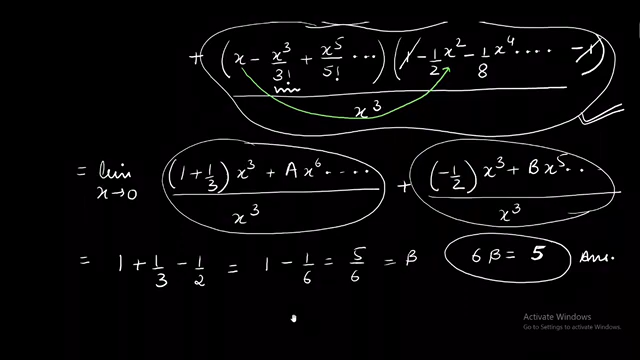 + (x - x³/3! + x⁵/5! ...) (1 - 1/2 x² - 1/8 x⁴ .... - 1)
x³
= lim x→0 (1 + 1/3) x³ + A x⁶ ..... / x³ + (-1/2) x³ + B x⁵ .. / x³
= 1 + 1/3 - 1/2 = 1 - 1/6 = 5/6 = β 6β = 5 Ans.
Activate Windows
Go to Settings to activate Windows.